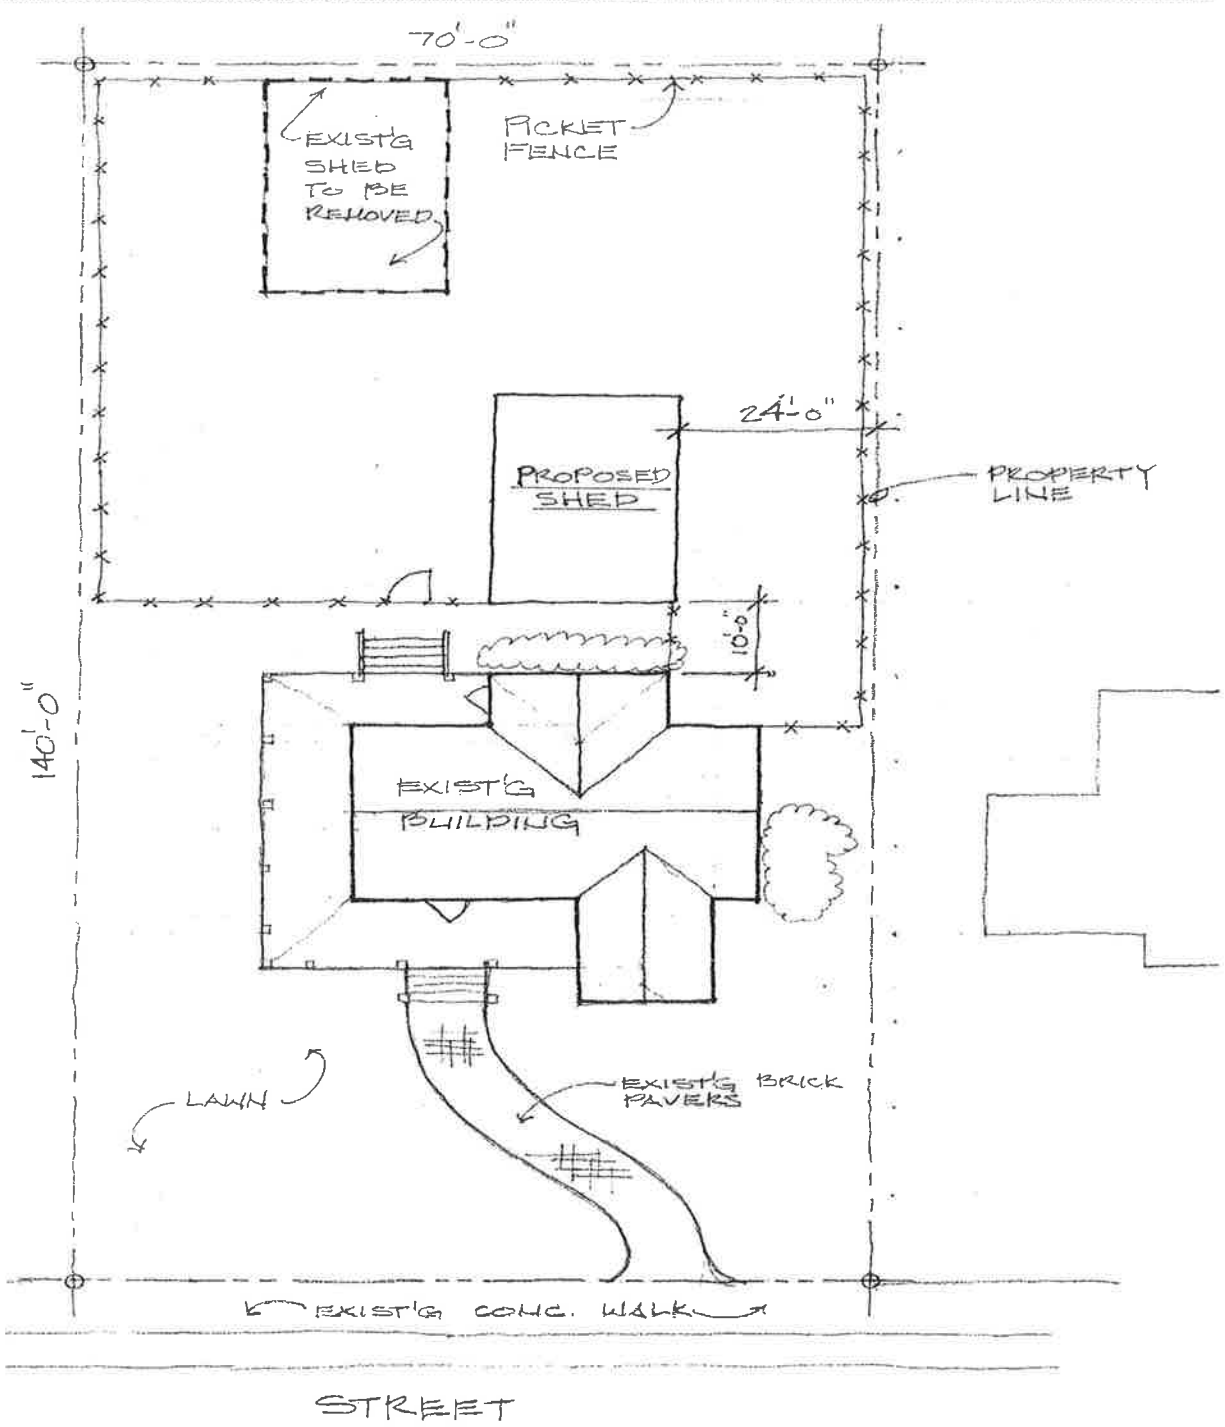 70'-0"
EXIST'G
SHED
TO BE
REMOVED
PICKET
FENCE
24'-0"
PROPOSED
SHED
PROPERTY
LINE
10'-0"
140'-0"
EXIST'G
BUILDING
LAWN
EXIST'G BRICK
PAVERS
EXIST'G CONC. WALK
STREET